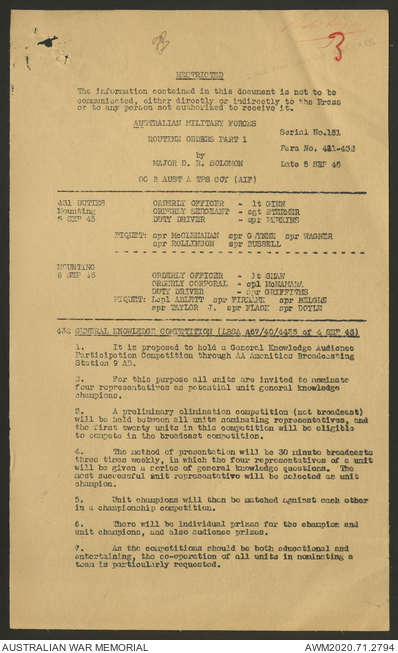 3
RESTRICTED
The information contained in this document is not to be
communicated, either directly or indirectly to the Press
or to any person not authorized to receive it.
AUSTRALIAN MILITARY FORCES
Serial No.151
ROUTINE ORDERS PART 1
Para No. 431-432
by
MAJOR D. R. SOLOMON
Date 5 SEP 45
OC 2 AUST A TPS COY (AIF)
431 DUTIES ORDERLY OFFICER - lt GINN
Mounting ORDERLY SERGEANT - sgt
5 SEP 45 DUTY DRIVER - spr
PIQUET: spr McCLENAHAN spr GWYNNE spr WAGNER
spr ROLLINSON spr RUSSELL
MOUNTING
6 SEP 45 ORDERLY OFFICER - lt SHAW
ORDERLY CORPORAL - cpl McNAMARA
DUTY DRIVER - spr GRIFFITHS
PIQUET: Lcpl ABLETT spr spr
spr TAYLOR J. spr FLACK spr DOYLE
432 GENERAL KNOWLEDGE COMPETITION (LSSA A67/40/4435 of 4 SEP 45)
1. It is proposed to hold a General Knowledge Audience
Participation Competition through AA Amenities Broadcasting
Station 9 AD.
2. For this purpose all units are invited to nominate
four representatives as potential unit general knowledge
champions.
3. A preliminary elimination competition (not broadcast)
will be held between all units nominating representatives, and
the first twenty units in this competition will be eligible
to compete in the broadcast competition.
4. The method of presentation will be 30 minute broadcasts
three times weekly, in which the four representatives of a unit
will be given a series of general knowledge questions. The
most successful unit representative will be selected as unit
champion.
5. Unit champions will then be matched against each other
in a championship competition.
6. There will be individual prizes for the champion and
unit champions, and also audience prizes.
7. As the competitions should be both educational and
entertaining, the co-operation of all units in nominating a
team is particularly requested.
AUSTRALIAN WAR MEMORIAL
AWM2020.71.2794